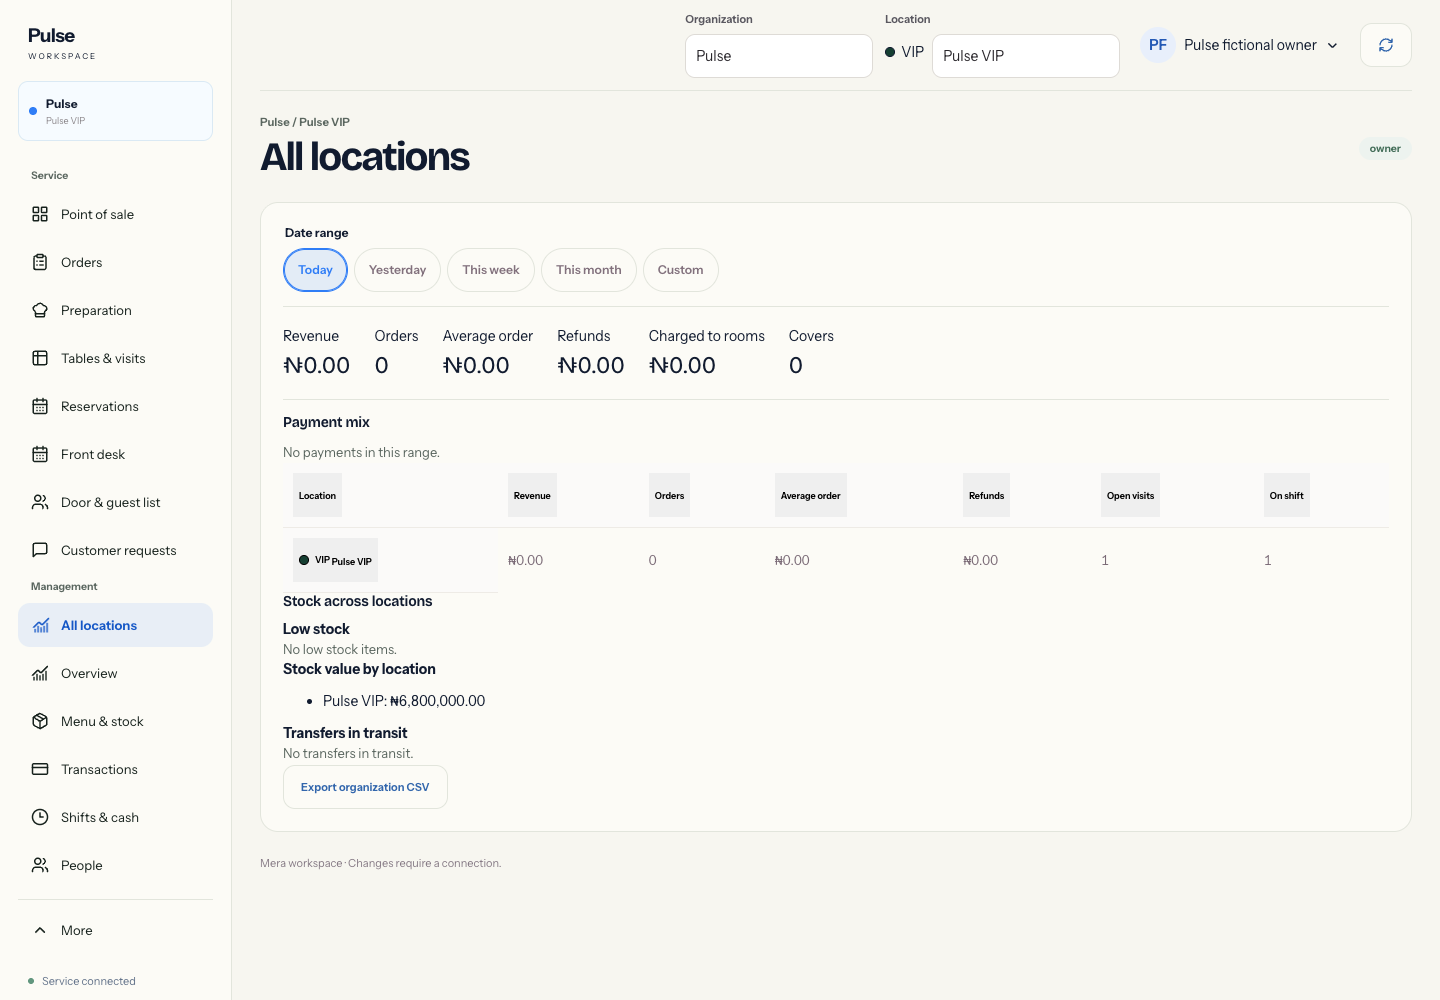 Pulse
WORKSPACE
Pulse
Pulse VIP
Service
Point of sale
Orders
Preparation
Tables & visits
Reservations
Front desk
Door & guest list
Customer requests
Management
All locations
Overview
Menu & stock
Transactions
Shifts & cash
People
More
Service connected
Organization
Pulse
Location
VIP
Pulse VIP
PF
Pulse fictional owner
Pulse / Pulse VIP
All locations
owner
Date range
Today Yesterday This week This month Custom
Revenue Orders Average order Refunds Charged to rooms Covers
₦0.00 0 ₦0.00 ₦0.00 ₦0.00 0
Payment mix
No payments in this range.
Location Revenue Orders Average order Refunds Open visits On shift
VIP Pulse VIP ₦0.00 0 ₦0.00 ₦0.00 1 1
Stock across locations
Low stock
No low stock items.
Stock value by location
• Pulse VIP: ₦6,800,000.00
Transfers in transit
No transfers in transit.
Export organization CSV
Mera workspace · Changes require a connection.